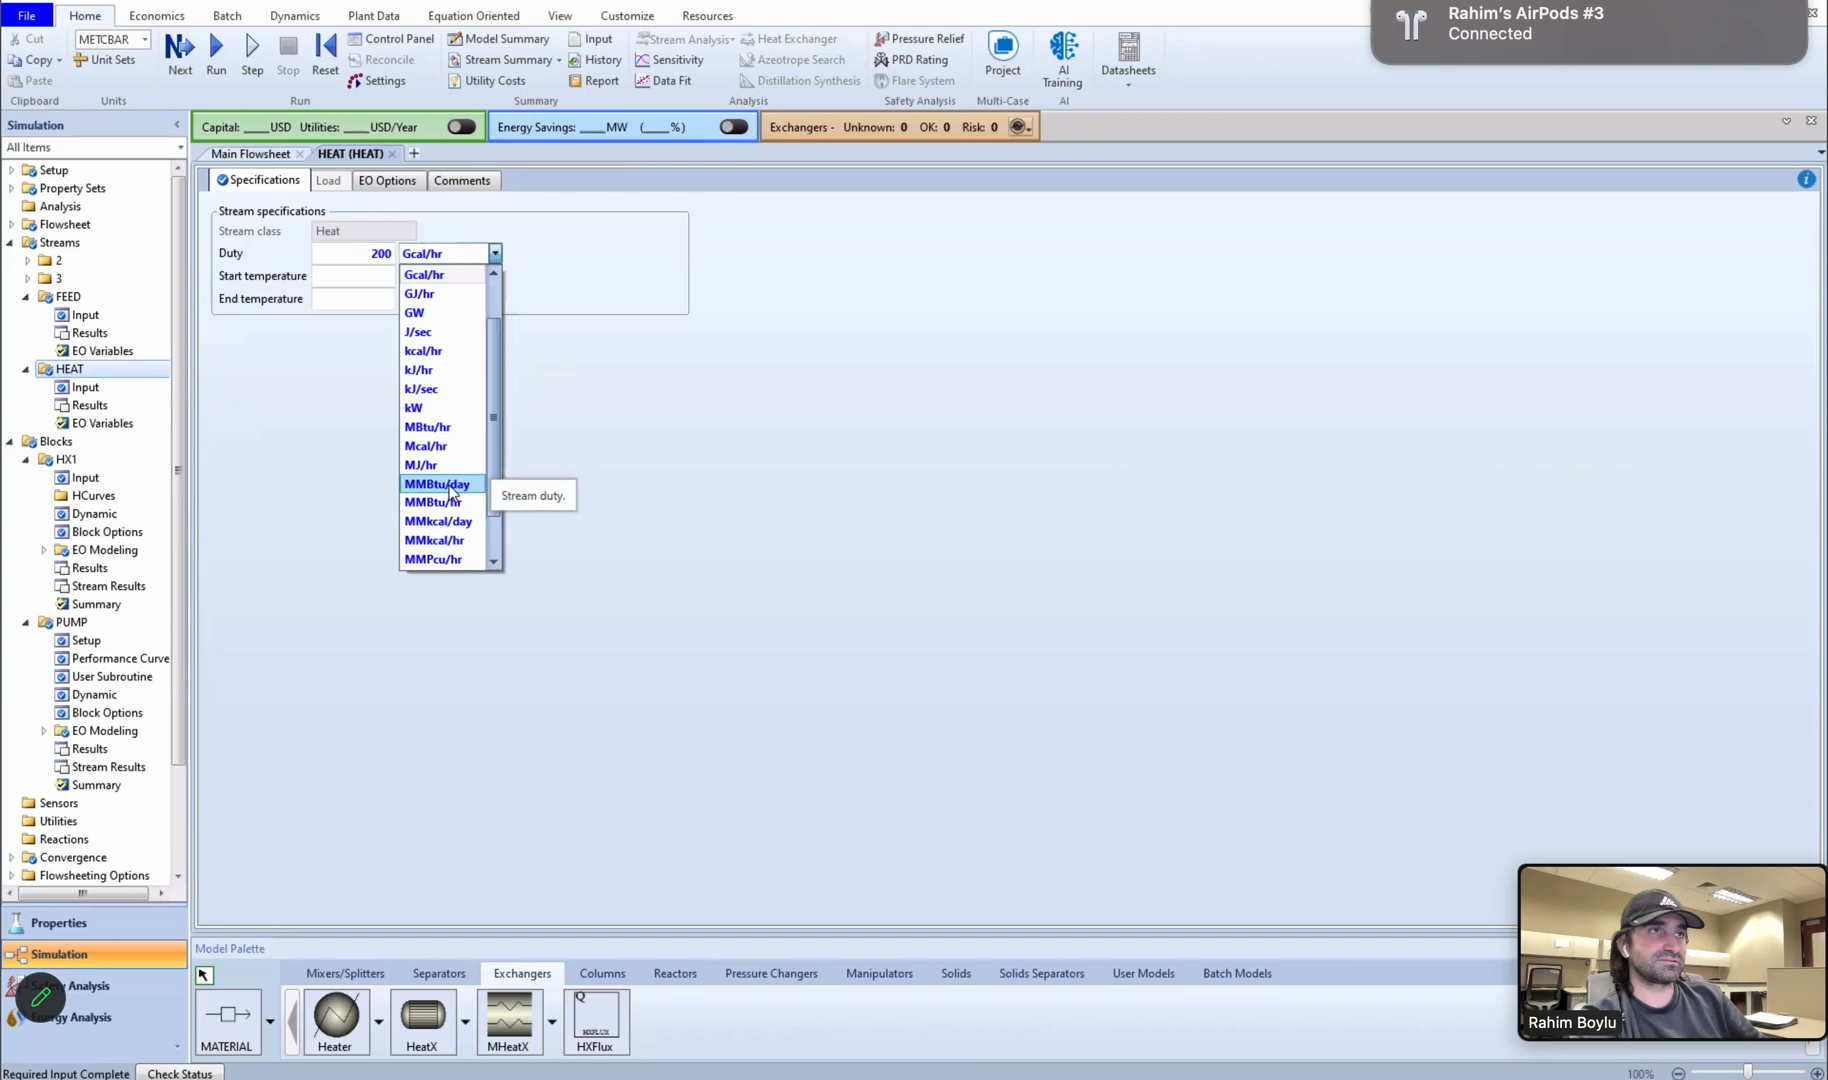 File Home Economics Batch Dynamics Plant Data Equation Oriented View Customize Resources
Rahim's AirPods #3
Connected
Cut
METCBAR
Copy
Unit Sets
Paste
Clipboard
Units
Next
Run
Step
Stop
Reset
Control Panel
Reconcile
Settings
Run
Model Summary
Input
Stream Summary
History
Utility Costs
Report
Summary
Stream Analysis
Heat Exchanger
Sensitivity
Azeotrope Search
Data Fit
Distillation Synthesis
Analysis
Pressure Relief
PRD Rating
Flare System
Safety Analysis
Project
Multi-Case
AI
Training
AI
Datasheets
Simulation
All Items
Capital: ____USD Utilities: ____USD/Year
Energy Savings: ____MW (____%)
Exchangers - Unknown: 0 OK: 0 Risk: 0
Main Flowsheet
HEAT (HEAT)
Setup
Property Sets
Analysis
Flowsheet
Streams
2
3
FEED
Input
Results
EO Variables
HEAT
Input
Results
EO Variables
Blocks
HX1
Input
HCurves
Dynamic
Block Options
EO Modeling
Results
Stream Results
Summary
PUMP
Setup
Performance Curve
User Subroutine
Dynamic
Block Options
EO Modeling
Results
Stream Results
Summary
Sensors
Utilities
Reactions
Convergence
Flowsheeting Options
Properties
Simulation
Analysis
Energy Analysis
Specifications Load EO Options Comments
Stream specifications
Stream class Heat
Duty 200 Gcal/hr
Start temperature
End temperature
Gcal/hr
GJ/hr
GW
J/sec
kcal/hr
kJ/hr
kJ/sec
kW
MBtu/hr
Mcal/hr
MJ/hr
MMBtu/day
MMBtu/hr
MMkcal/day
MMkcal/hr
MMPcu/hr
Stream duty.
Model Palette
Mixers/Splitters Separators Exchangers Columns Reactors Pressure Changers Manipulators Solids Solids Separators User Models Batch Models
MATERIAL
Heater
HeatX
MHeatX
Q
HXFLUX
HXFlux
Rahim Boylu
Required Input Complete
Check Status
100%